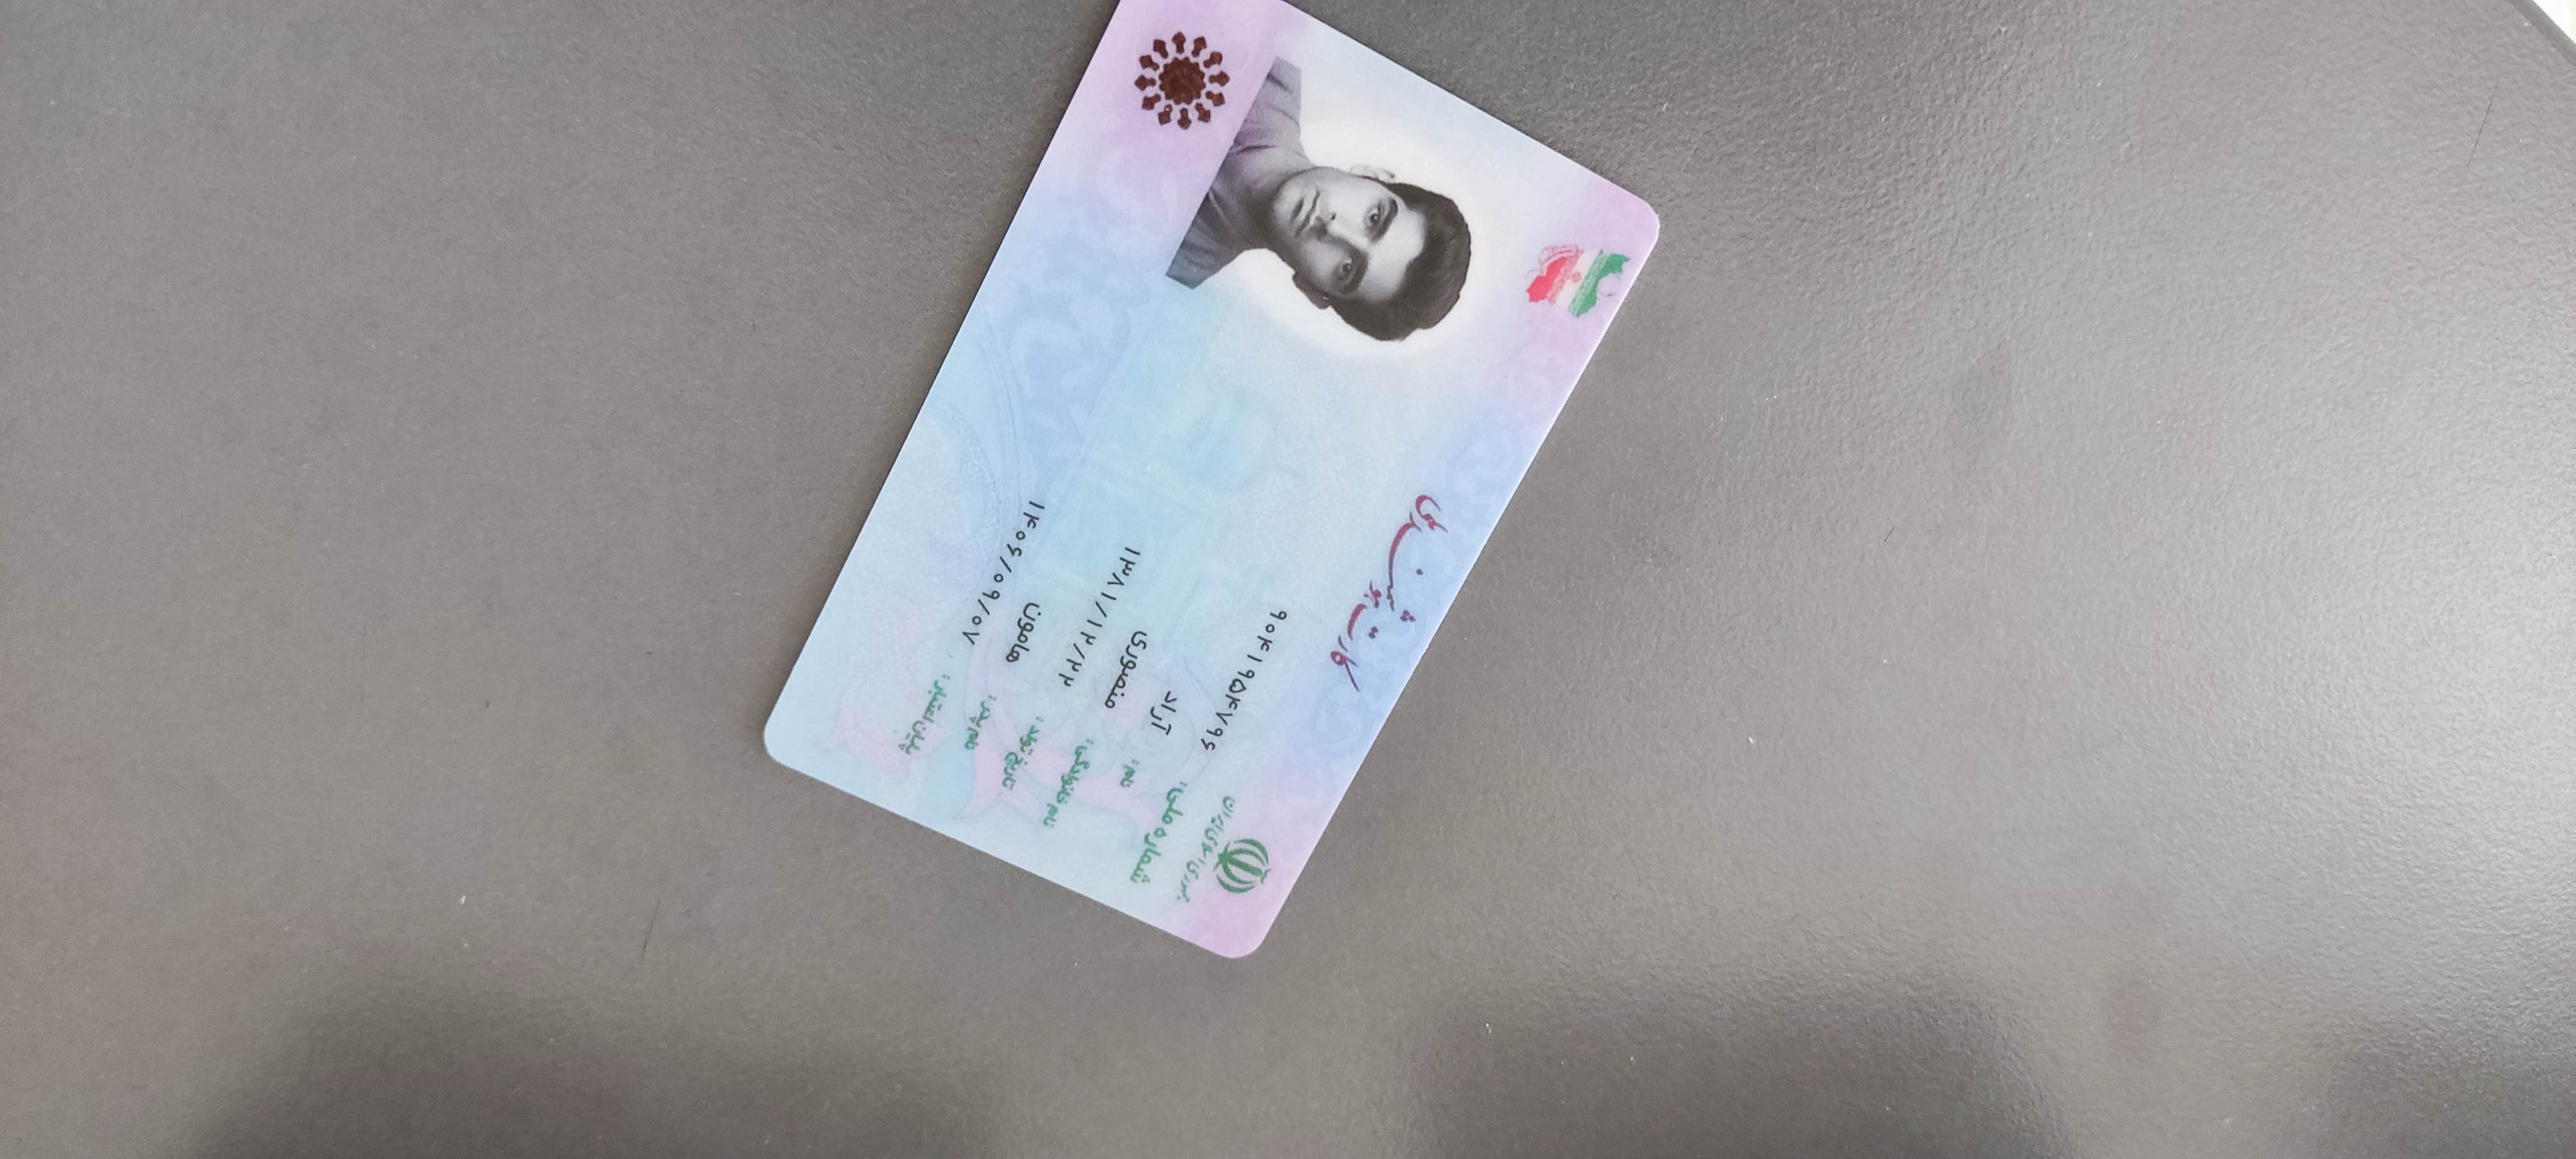 جمهوری اسلامی ایران
کارت هوشمند ملی
شماره ملی: ۹۰۴۱۹۵۴۷۹۶
نام: آراد
نام خانوادگی: منصوری
تاریخ تولد: ۱۳۸۱/۱۲/۲۲
نام پدر: هامون
پایان اعتبار: ۱۴۰۶/۰۹/۰۷